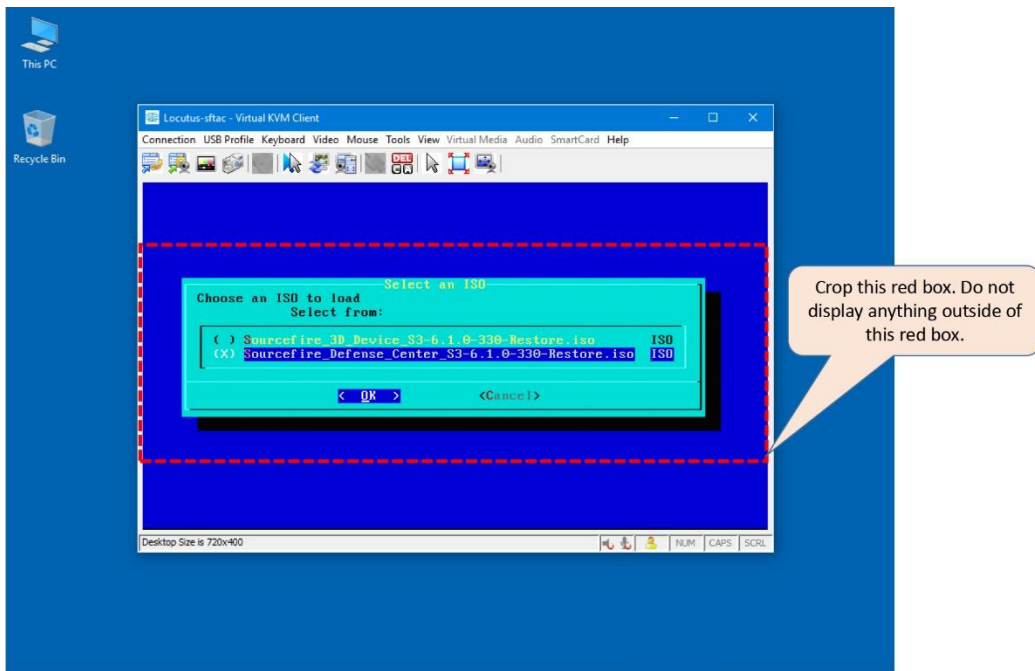 This PC
Recycle Bin
Locutus-sftac - Virtual KVM Client
Connection USB Profile Keyboard Video Mouse Tools View Virtual Media Audio SmartCard Help
DEL
Select an ISO
Choose an ISO to load
Select from:
( ) Sourcefire_3D_Device_S3-6.1.0-330-Restore.iso ISO
(X) Sourcefire_Defense_Center_S3-6.1.0-330-Restore.iso ISO
< OK > <Cancel>
Desktop Size is 720x400 NUM CAPS SCRL
Crop this red box. Do not
display anything outside of
this red box.